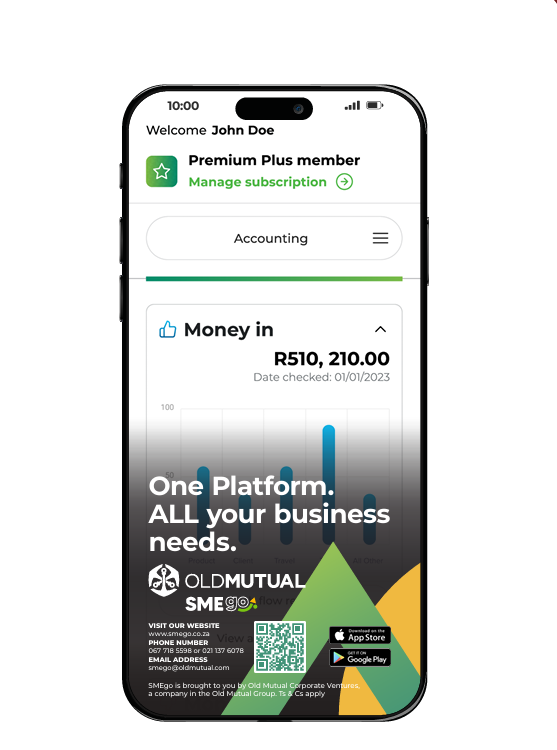 10:00
Welcome John Doe
Premium Plus member
Manage subscription
Accounting
Money in
R510, 210.00
Date checked: 01/01/2023
100
50
One Platform.
ALL your business
needs.
OLDMUTUAL
SMEgo
flow
View a
VISIT OUR WEBSITE
www.smego.co.za
PHONE NUMBER
067 718 5598 or 021 137 6078
EMAIL ADDRESS
smego@oldmutual.com
Download on the
App Store
GET IT ON
Google Play
SMEgo is brought to you by Old Mutual Corporate Ventures,
a company in the Old Mutual Group. Ts & Cs apply